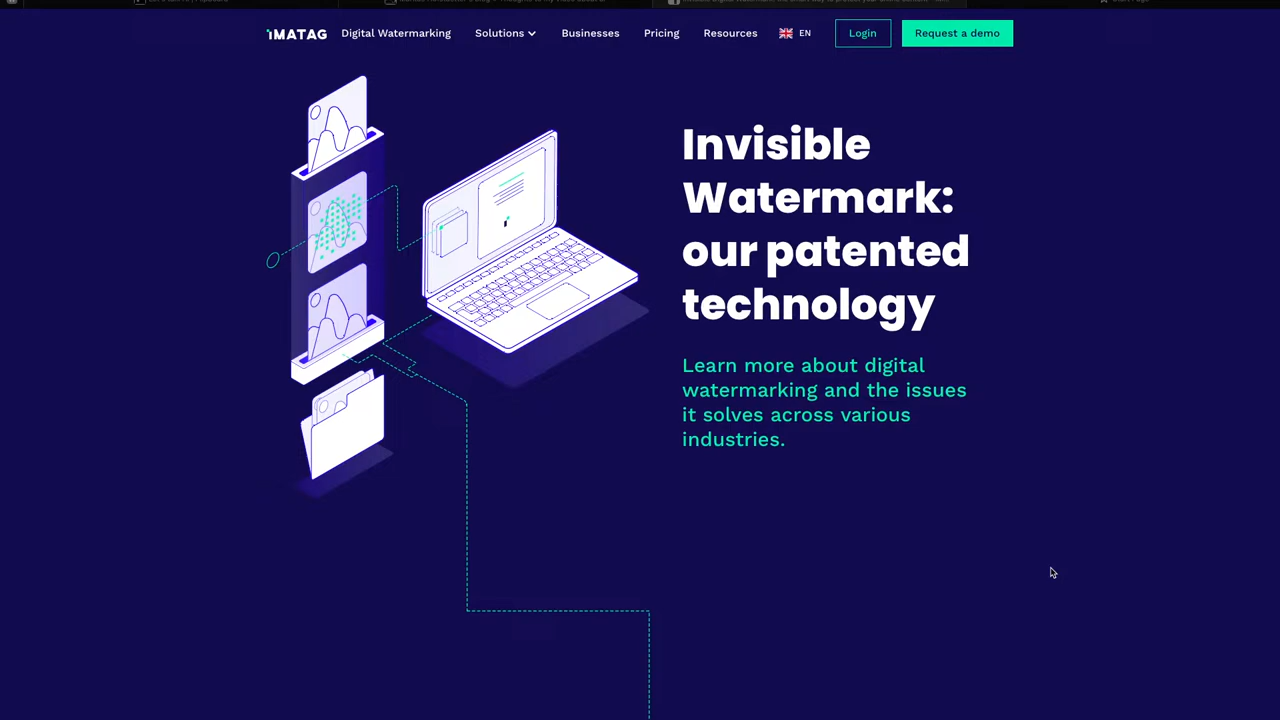 iMATAG Digital Watermarking Solutions Businesses Pricing Resources EN Login Request a demo
Invisible
Watermark:
our patented
technology
Learn more about digital
watermarking and the issues
it solves across various
industries.